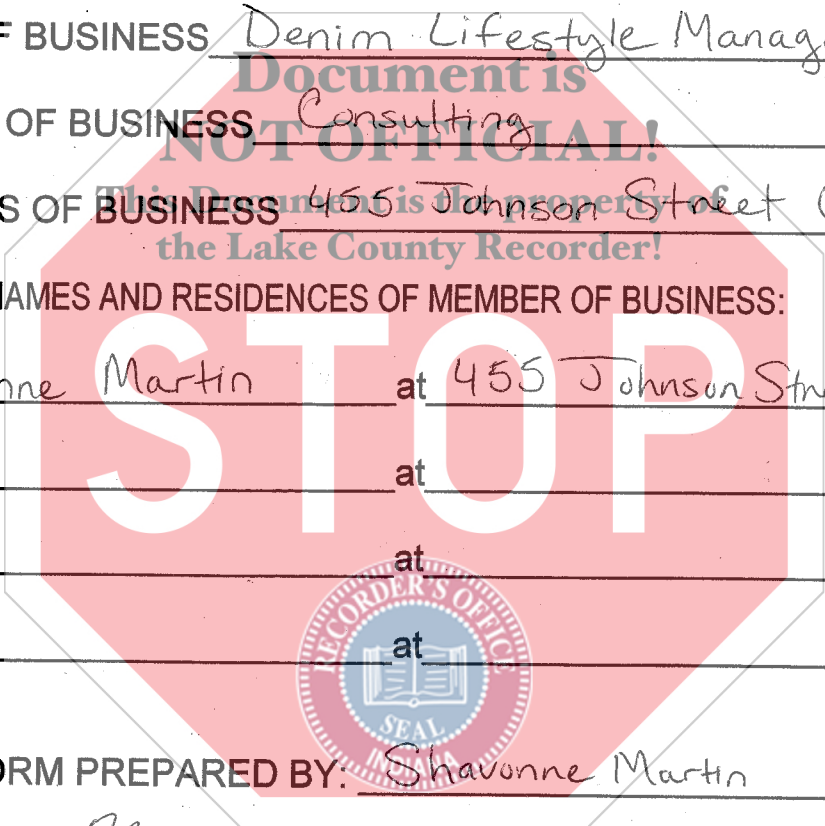 F BUSINESS Denim Lifestyle Manag
Document is
OF BUSINESS Consulting
NOT OFFICIAL!
S OF BUSINESS 455 Johnson Street
This Document is the property of
the Lake County Recorder!
NAMES AND RESIDENCES OF MEMBER OF BUSINESS:
STOP
nne Martin at 455 Johnson Str
at
at
at
RECORDER'S OFFICE
SEAL
INDIANA
ORM PREPARED BY: Shavonne Martin